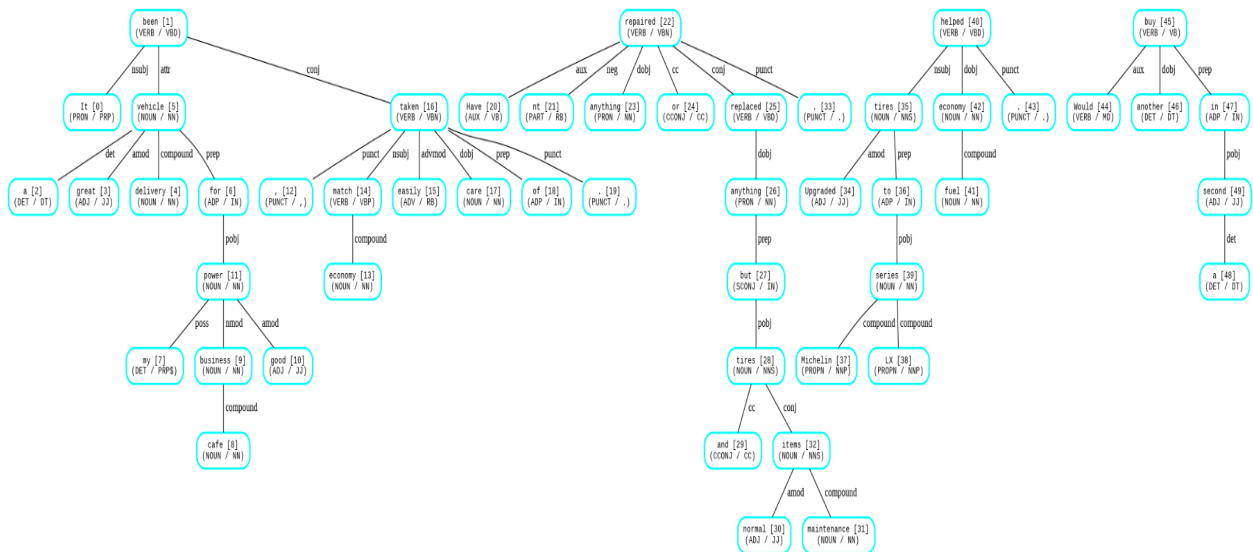 been [1]
(VERB / VBD)
repaired [22]
(VERB / VBN)
helped [40]
(VERB / VBD)
buy [45]
(VERB / VB)
nsubj attr conj aux neg dobj cc conj punct nsubj dobj punct aux dobj prep
It [0]
(PRON / PRP)
vehicle [5]
(NOUN / NN)
taken [16]
(VERB / VBN)
Have [20]
(AUX / VB)
nt [21]
(PART / RB)
anything [23]
(PRON / NN)
or [24]
(CCONJ / CC)
replaced [25]
(VERB / VBD)
. [33]
(PUNCT / .)
tires [35]
(NOUN / NNS)
economy [42]
(NOUN / NN)
. [43]
(PUNCT / .)
Would [44]
(VERB / MD)
another [46]
(DET / DT)
in [47]
(ADP / IN)
det amod compound prep punct nsubj advmod dobj prep punct dobj amod prep compound pobj
a [2]
(DET / DT)
great [3]
(ADJ / JJ)
delivery [4]
(NOUN / NN)
for [6]
(ADP / IN)
, [12]
(PUNCT / ,)
match [14]
(VERB / VBP)
easily [15]
(ADV / RB)
care [17]
(NOUN / NN)
of [18]
(ADP / IN)
. [19]
(PUNCT / .)
anything [26]
(PRON / NN)
Upgraded [34]
(ADJ / JJ)
to [36]
(ADP / IN)
fuel [41]
(NOUN / NN)
second [49]
(ADJ / JJ)
pobj compound prep pobj det
power [11]
(NOUN / NN)
economy [13]
(NOUN / NN)
but [27]
(SCONJ / IN)
series [39]
(NOUN / NN)
a [48]
(DET / DT)
poss nmod amod pobj compound compound
my [7]
(DET / PRP$)
business [9]
(NOUN / NN)
good [10]
(ADJ / JJ)
tires [28]
(NOUN / NNS)
Michelin [37]
(PROPN / NNP)
LX [38]
(PROPN / NNP)
compound cc conj
cafe [8]
(NOUN / NN)
and [29]
(CCONJ / CC)
items [32]
(NOUN / NNS)
amod compound
normal [30]
(ADJ / JJ)
maintenance [31]
(NOUN / NN)